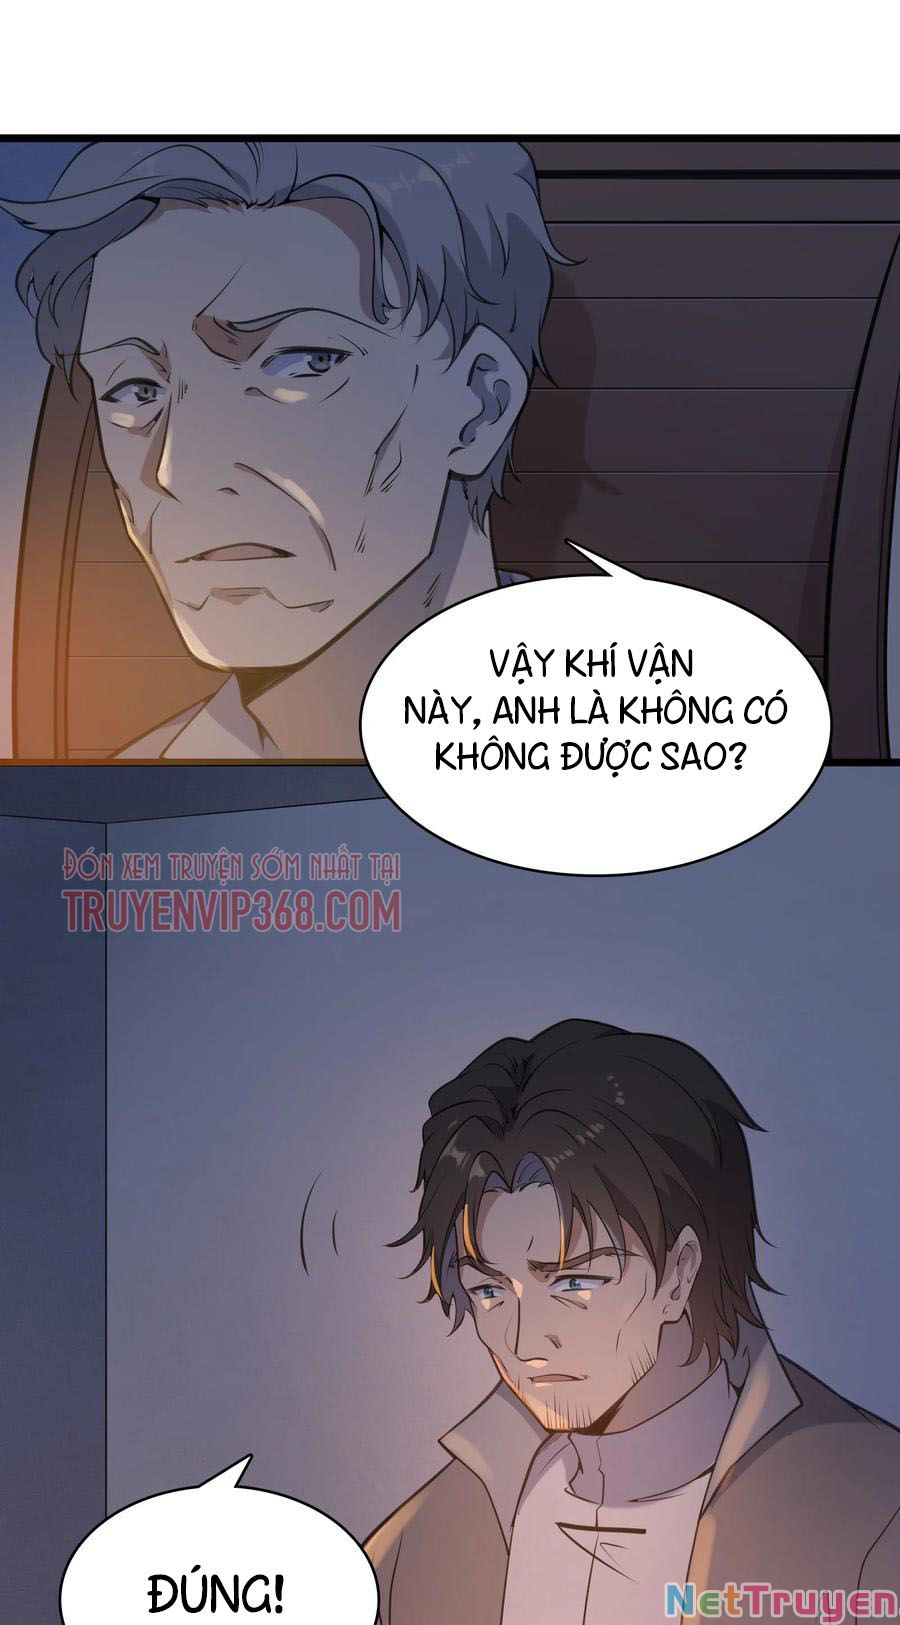 VẬY KHÍ VẬN
NÀY, ANH LÀ KHÔNG CÓ
KHÔNG ĐƯỢC SAO?
ĐÓN XEM TRUYỆN SỚM NHẤT TẠI
TRUYENVIP368.COM
ĐÚNG!
NetTruyen